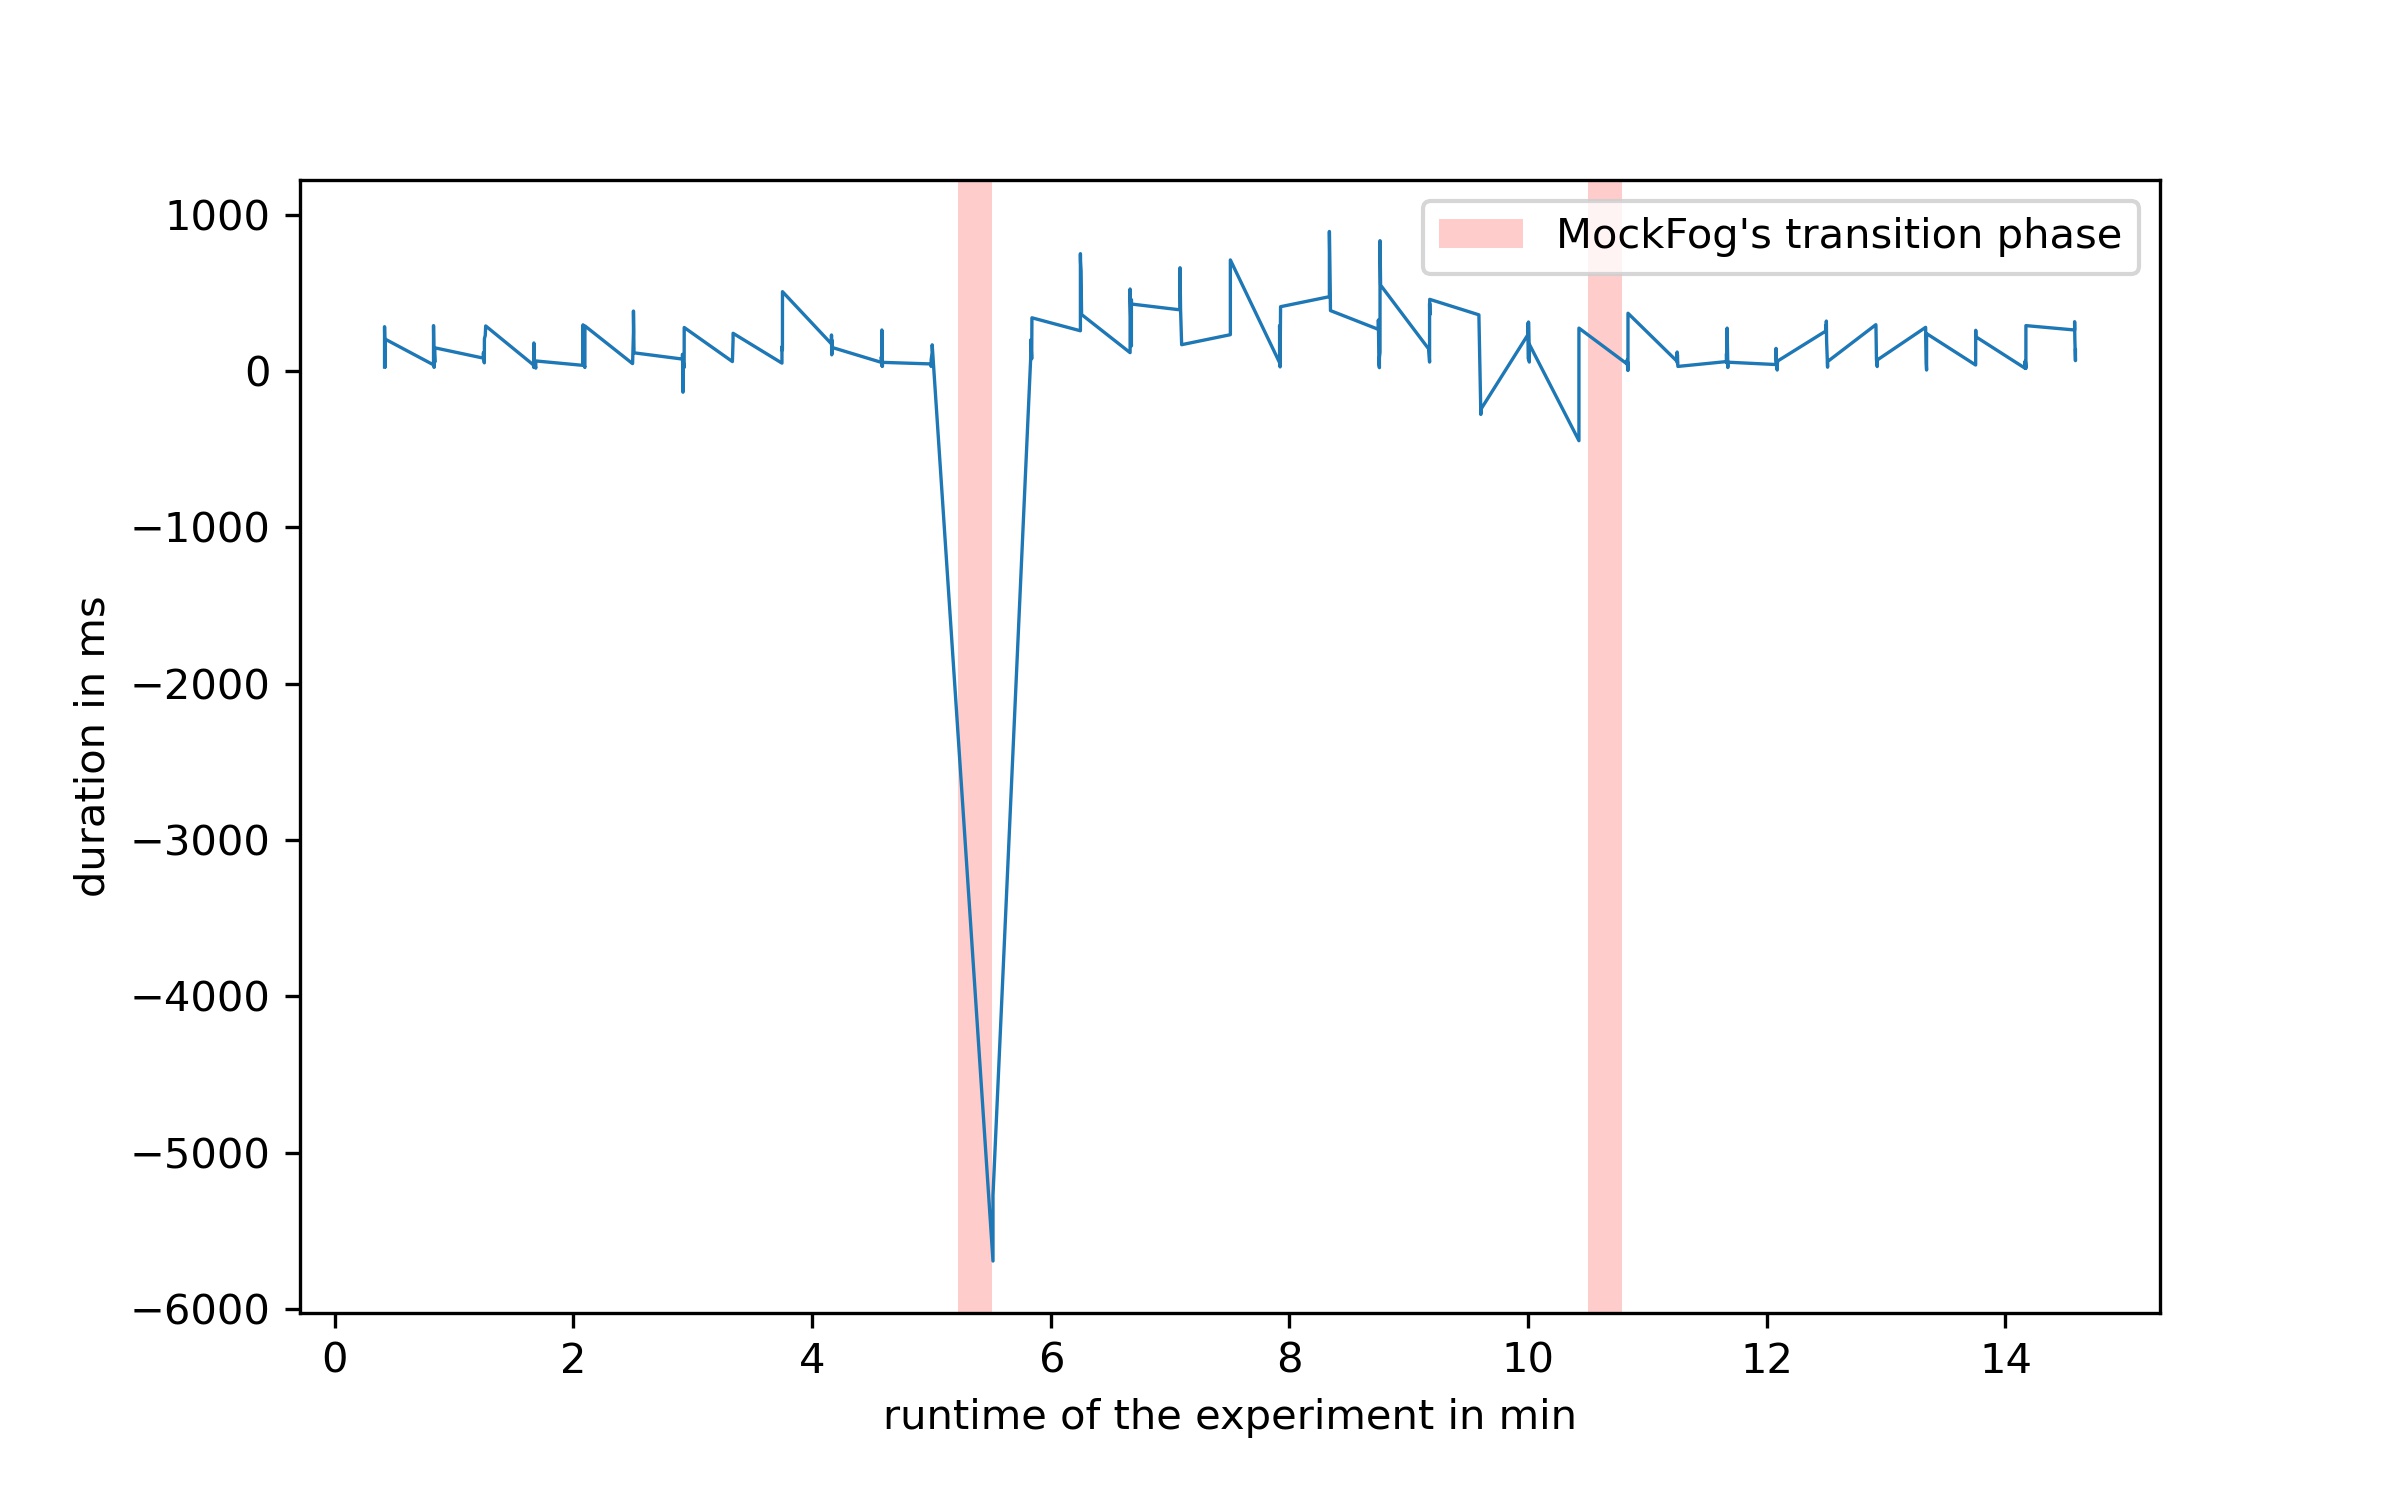 MockFog's transition phase
1000
0
−1000
−2000
−3000
−4000
−5000
−6000
duration in ms
0 2 4 6 8 10 12 14
runtime of the experiment in min